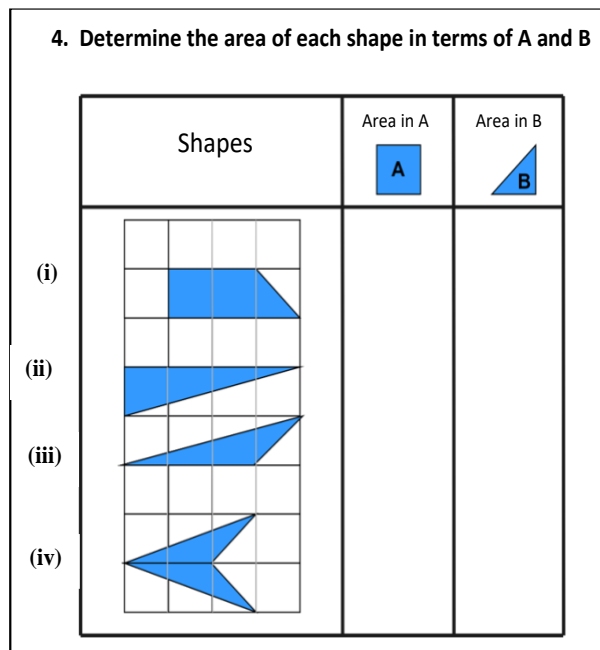 4. Determine the area of each shape in terms of A and B
Shapes
Area in A
A
Area in B
B
(i)
(ii)
(iii)
(iv)